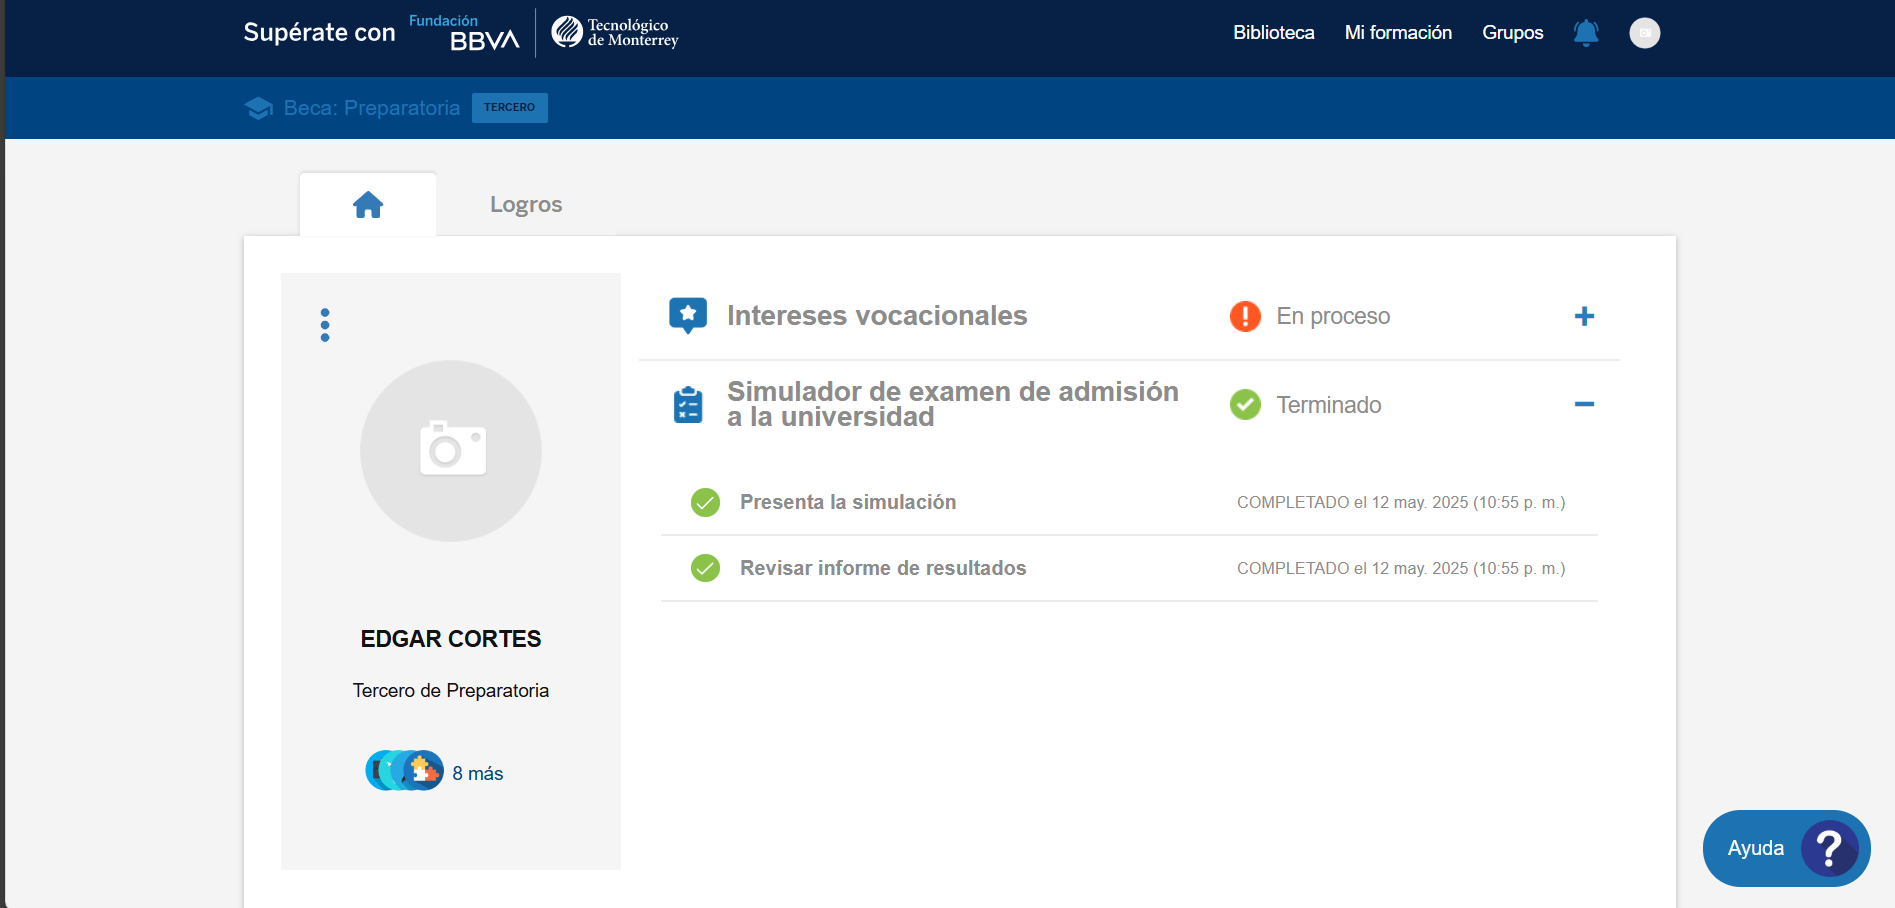 Supérate con Fundación BBVA Tecnológico de Monterrey
Biblioteca Mi formación Grupos
Beca: Preparatoria TERCERO
Logros
EDGAR CORTES
Tercero de Preparatoria
8 más
Intereses vocacionales En proceso
Simulador de examen de admisión
a la universidad
Terminado
Presenta la simulación COMPLETADO el 12 may. 2025 (10:55 p. m.)
Revisar informe de resultados COMPLETADO el 12 may. 2025 (10:55 p. m.)
Ayuda ?